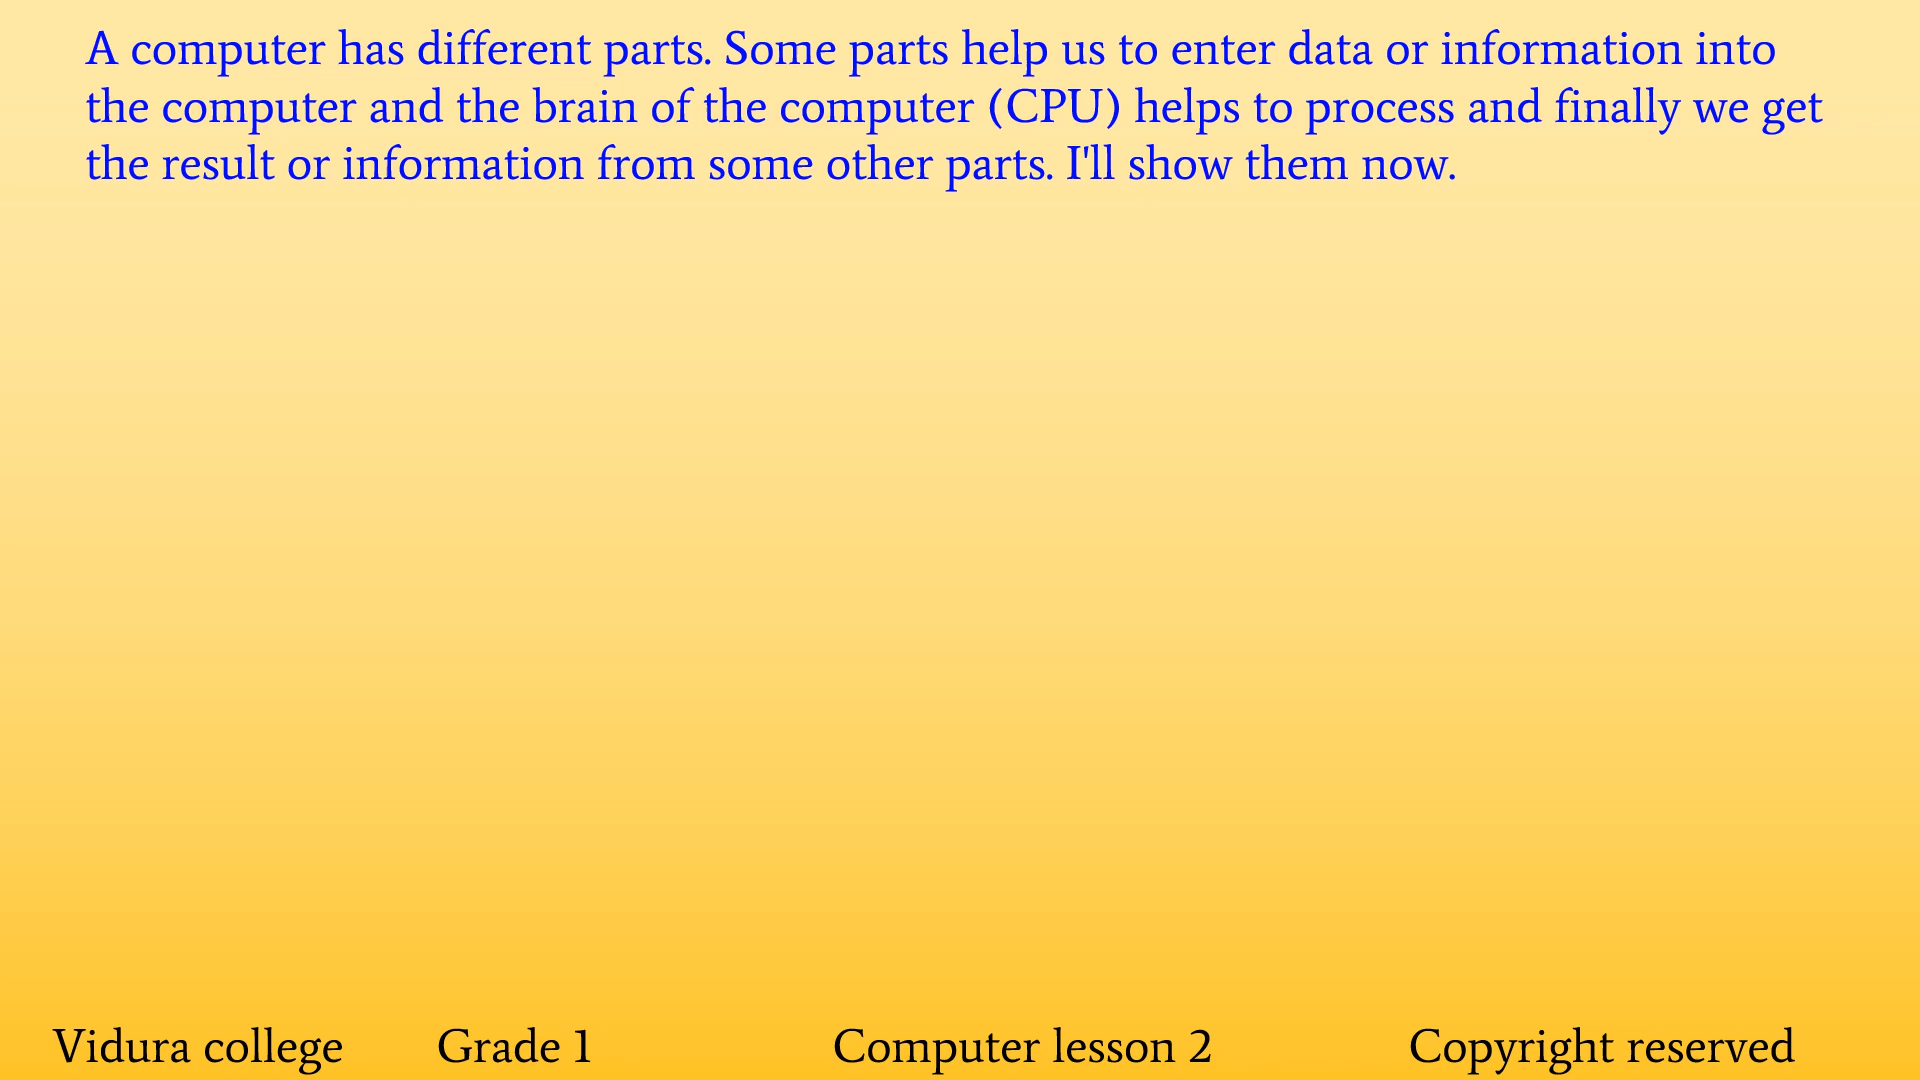 A computer has different parts. Some parts help us to enter data or information into
the computer and the brain of the computer (CPU) helps to process and finally we get
the result or information from some other parts. I'll show them now.
Vidura college Grade 1 Computer lesson 2 Copyright reserved